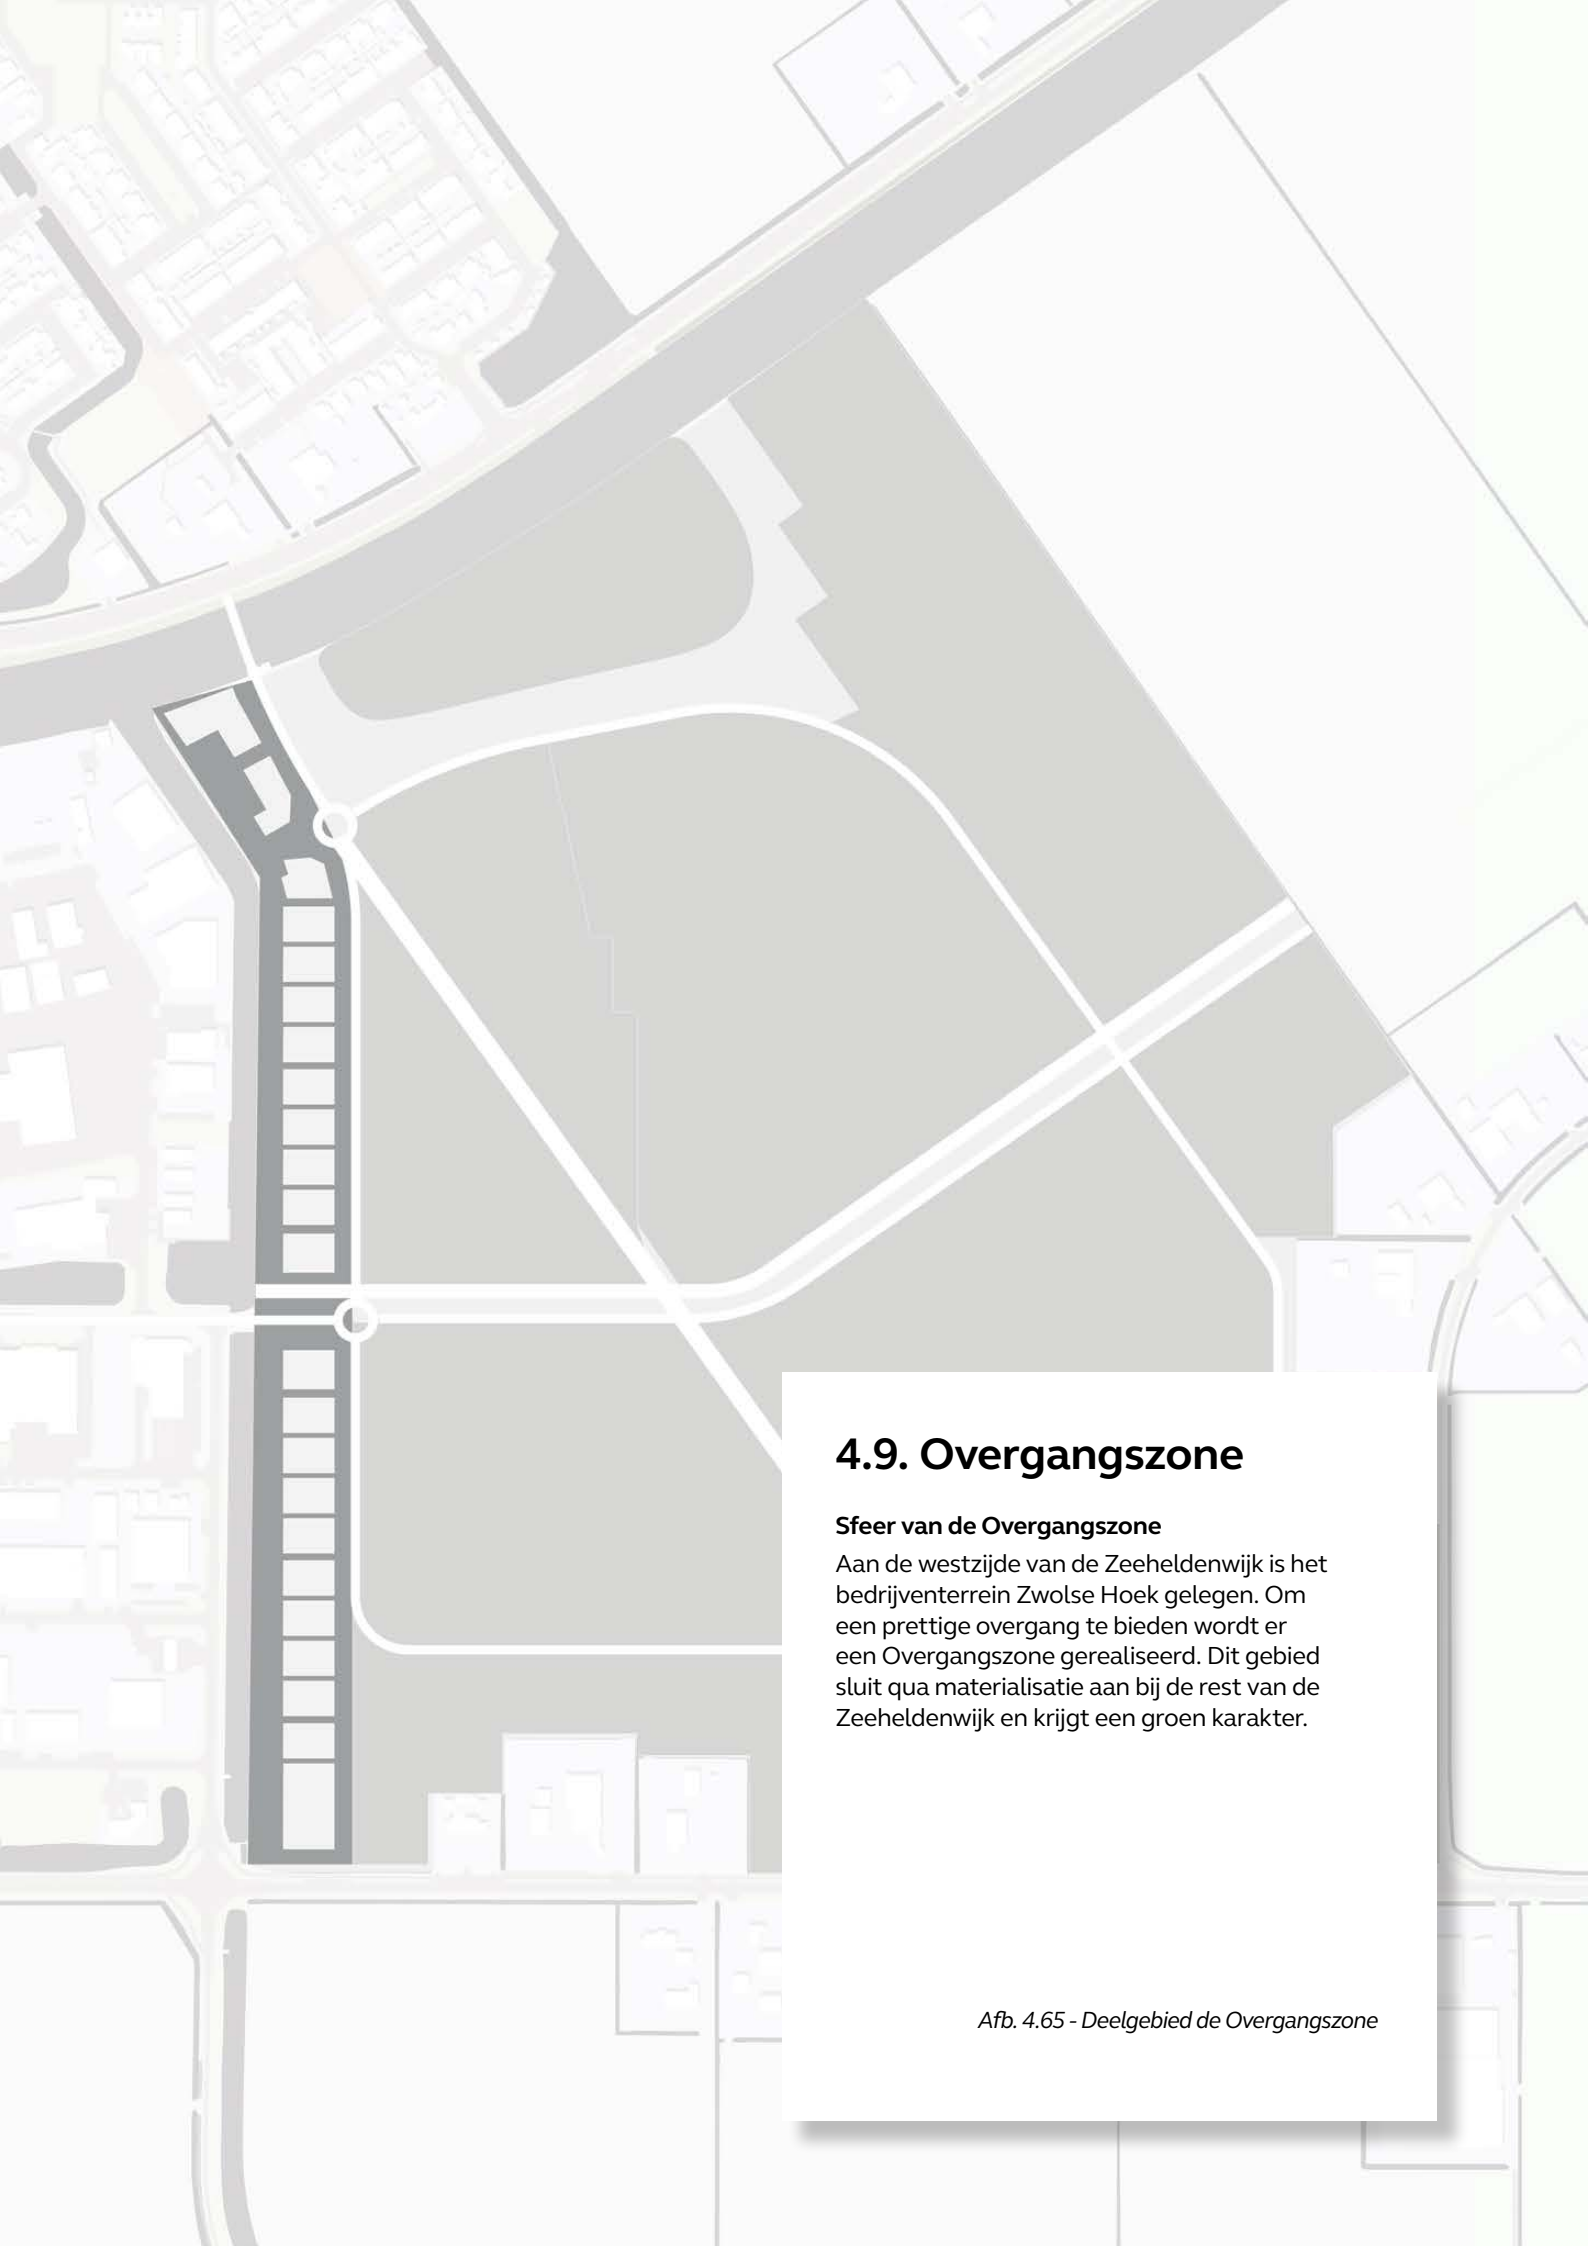 4.9. Overgangszone
Sfeer van de Overgangszone
Aan de westzijde van de Zeeheldenwijk is het
bedrijventerrein Zwolse Hoek gelegen. Om
een prettige overgang te bieden wordt er
een Overgangszone gerealiseerd. Dit gebied
sluit qua materialisatie aan bij de rest van de
Zeeheldenwijk en krijgt een groen karakter.
Afb. 4.65 - Deelgebied de Overgangszone